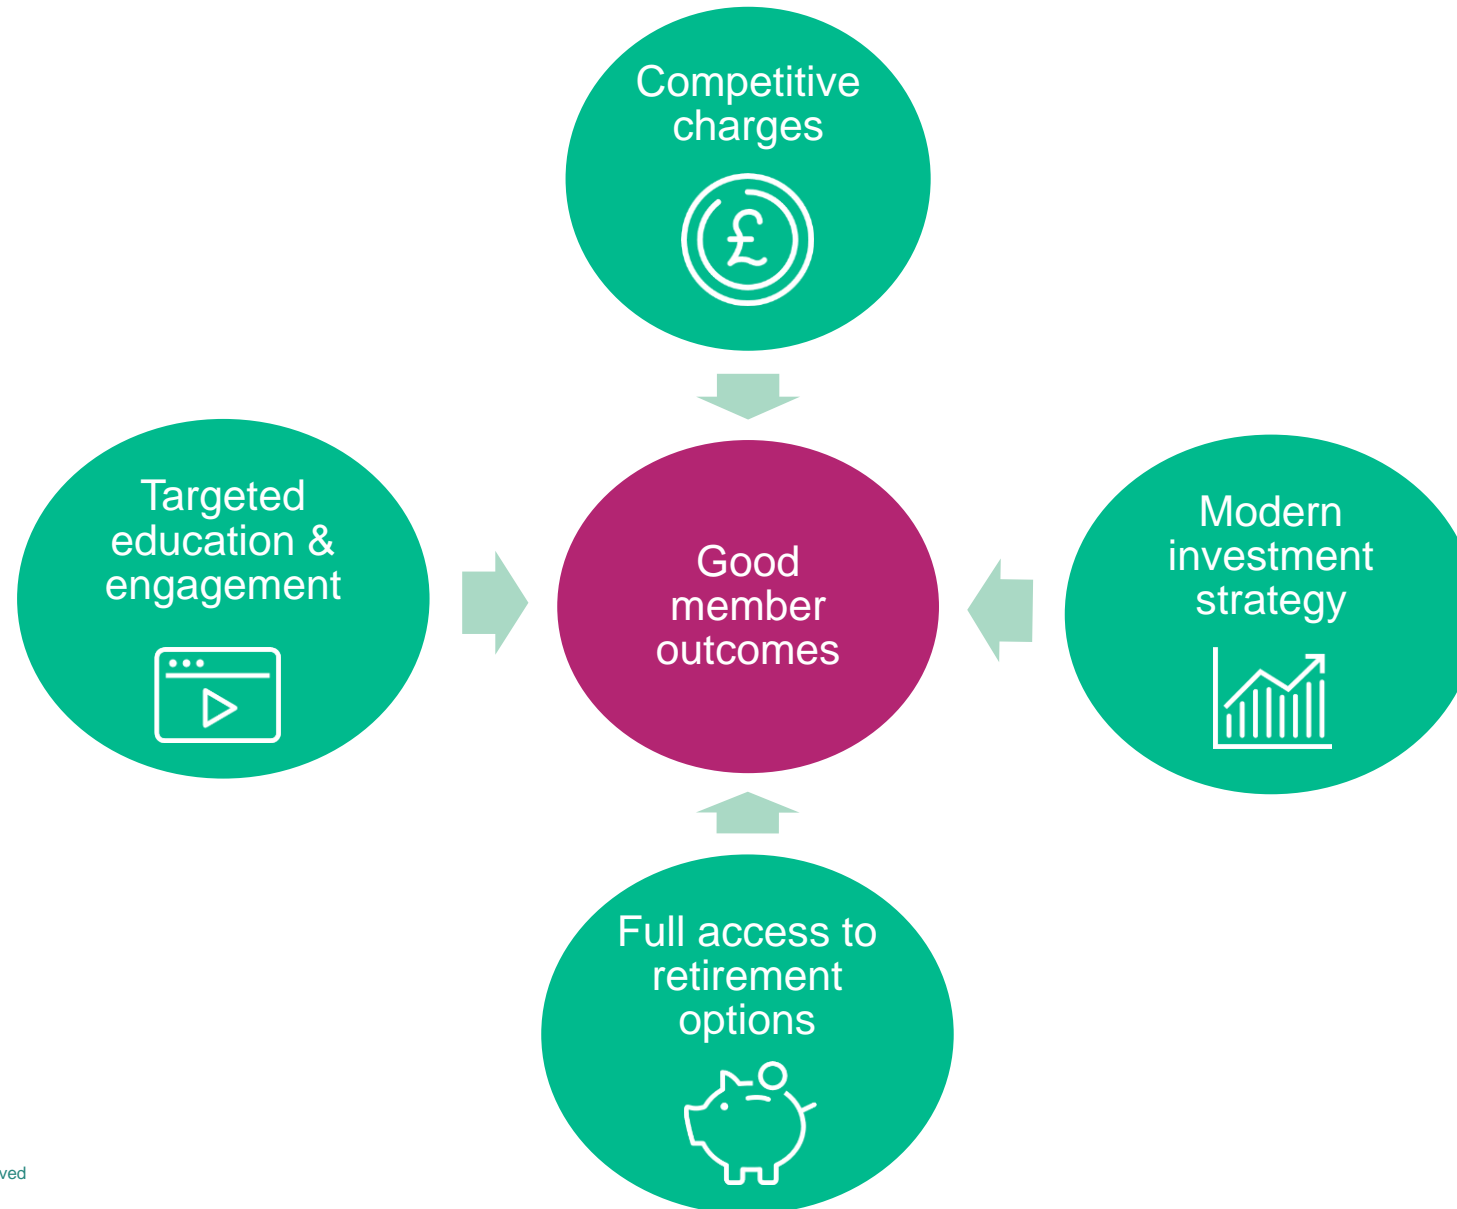 Competitive
charges
£
Targeted
education &
engagement
Good
member
outcomes
Modern
investment
strategy
Full access to
retirement
options
ved